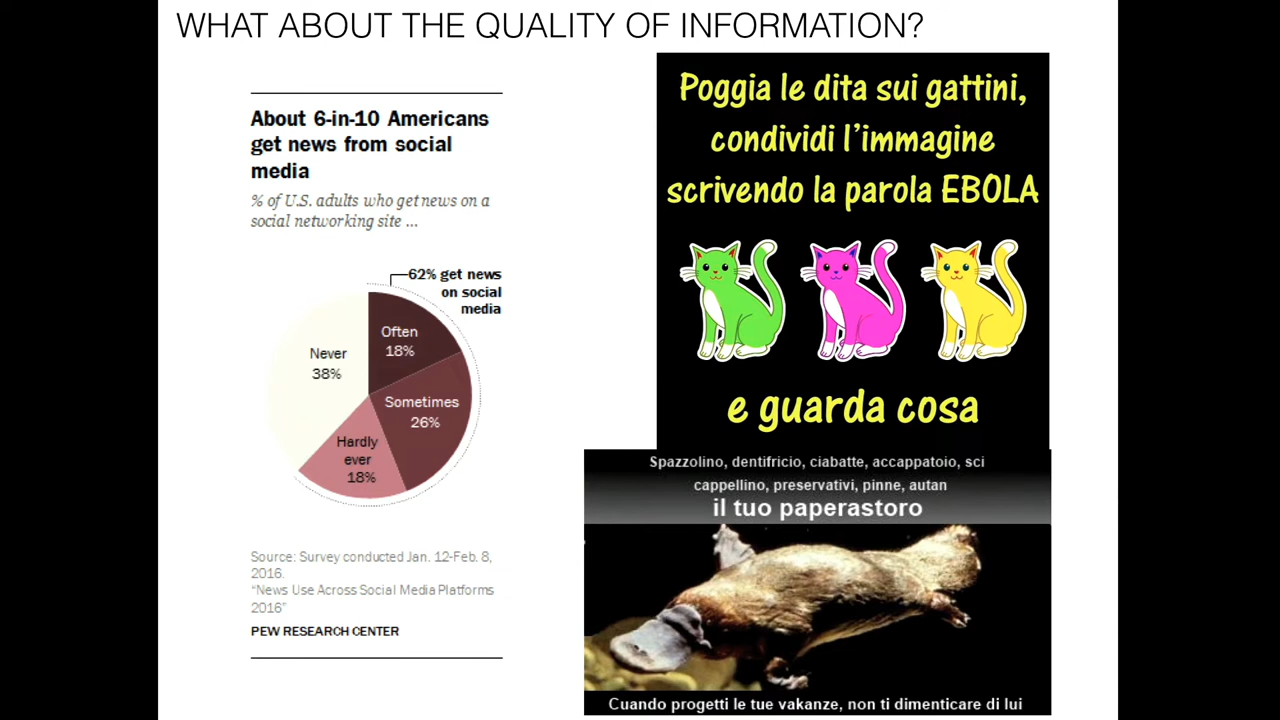 WHAT ABOUT THE QUALITY OF INFORMATION?
About 6-in-10 Americans
get news from social
media
% of U.S. adults who get news on a
social networking site ...
62% get news
on social
media
Often
18%
Never
38%
Sometimes
26%
Hardly
ever
18%
Source: Survey conducted Jan. 12-Feb. 8,
2016.
"News Use Across Social Media Platforms
2016"
PEW RESEARCH CENTER
Poggia le dita sui gattini,
condividi l'immagine
scrivendo la parola EBOLA
e guarda cosa
Spazzolino, dentifricio, ciabatte, accappatoio, sci
cappellino, preservativi, pinne, autan
il tuo paperastoro
Cuando progetti le tue vakanze, non ti dimenticare di lui